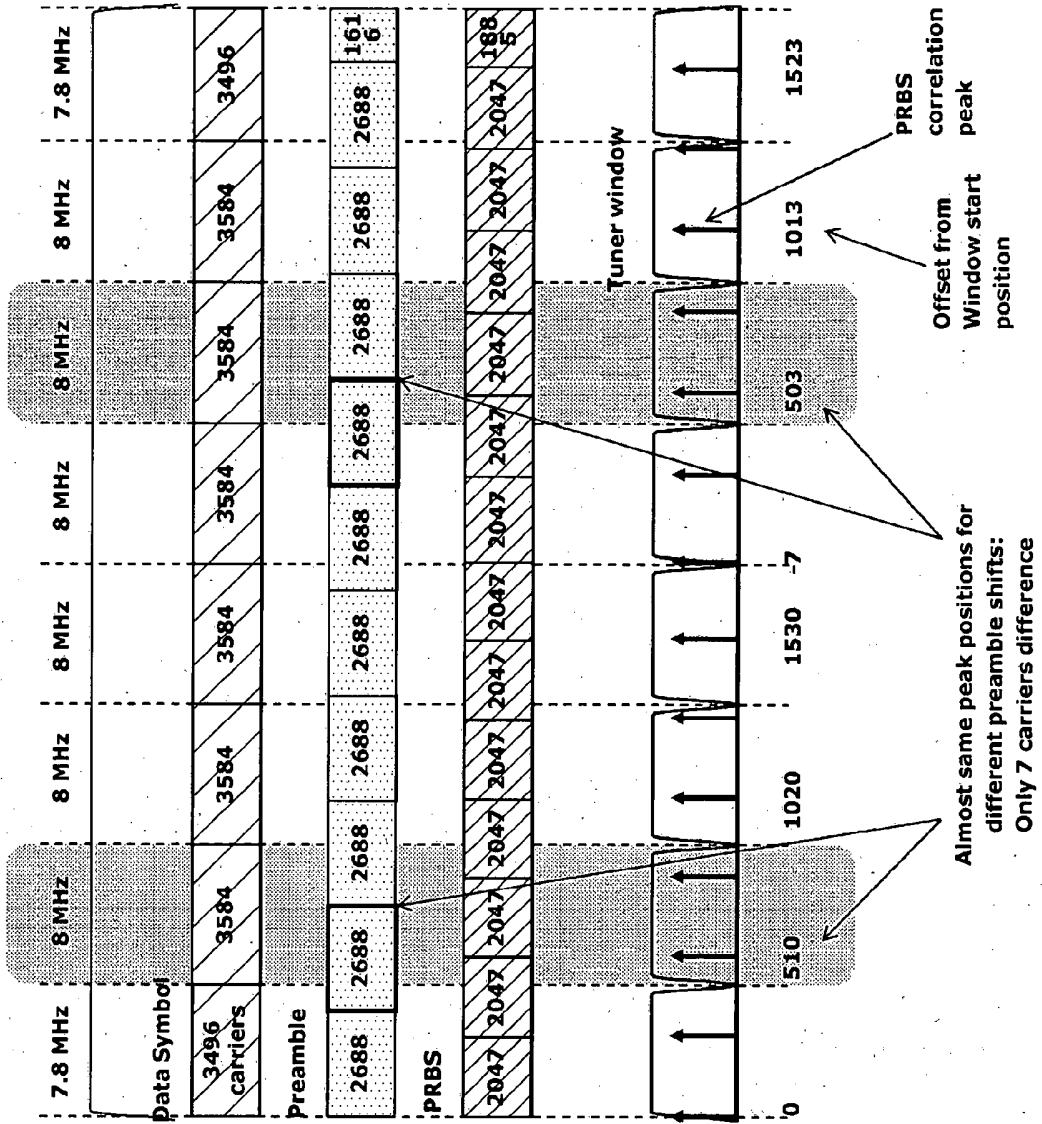 7.8 MHz 8 MHz 8 MHz 8 MHz 8 MHz 8 MHz 8 MHz 7.8 MHz
Data Symbol
3496 3584 3584 3584 3584 3584 3584 3496
carriers
Preamble
2688 2688 2688 2688 2688 2688 2688 2688 2688 2688 161
6
PRBS
2047 2047 2047 2047 2047 2047 2047 2047 2047 2047 2047 2047 2047 188
5
Tuner window
0 510 1020 1530 -7 503 1013 1523
PRBS
correlation
peak
Offset from
Window start
position
Almost same peak positions for
different preamble shifts:
Only 7 carriers difference